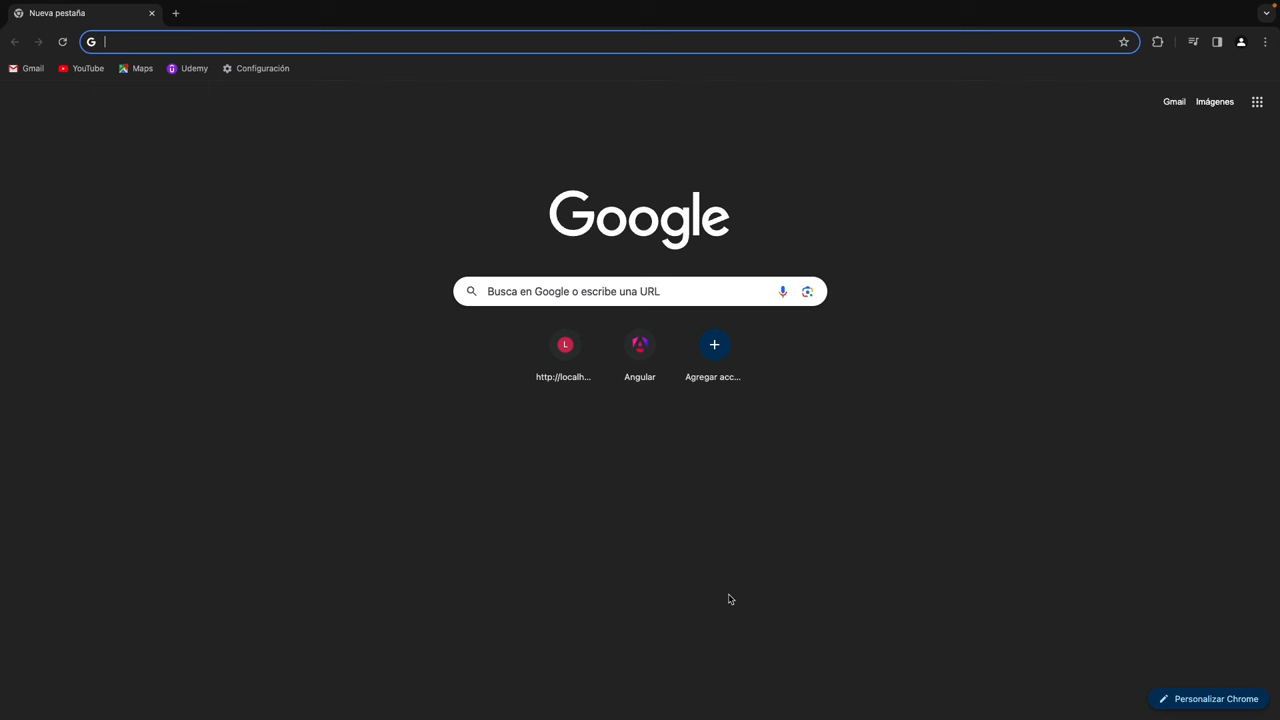 Nueva pestaña
Gmail YouTube Maps Udemy Configuración
Gmail Imágenes
Google
Busca en Google o escribe una URL
L
http://localh... Angular Agregar acc...
Personalizar Chrome